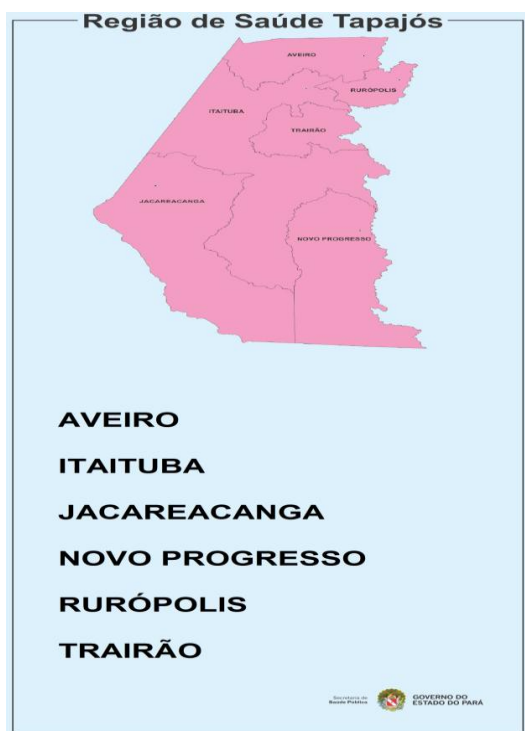 Região de Saúde Tapajós
AVEIRO
RURÓPOLIS
ITAITUBA
TRAIRÃO
JACAREACANGA
NOVO PROGRESSO
AVEIRO
ITAITUBA
JACAREACANGA
NOVO PROGRESSO
RURÓPOLIS
TRAIRÃO
Secretaria de
Saúde Pública
GOVERNO DO
ESTADO DO PARÁ